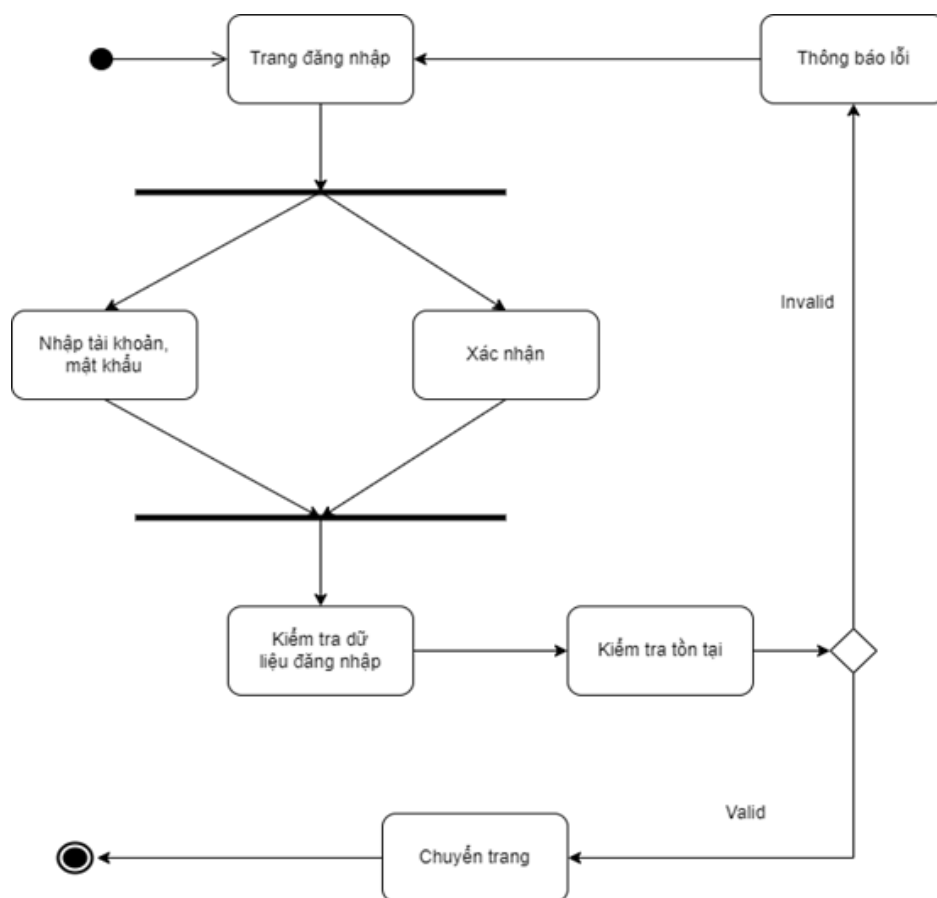 Trang đăng nhập
Thông báo lỗi
Invalid
Nhập tài khoản,
mật khẩu
Xác nhận
Kiểm tra dữ
liệu đăng nhập
Kiểm tra tồn tại
Valid
Chuyển trang